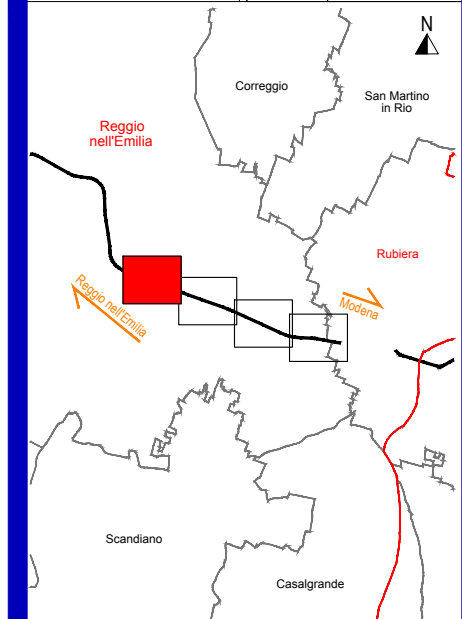 N
Correggio
San Martino
in Rio
Reggio
nell'Emilia
Rubiera
Reggio nell'Emilia
Modena
Scandiano
Casalgrande